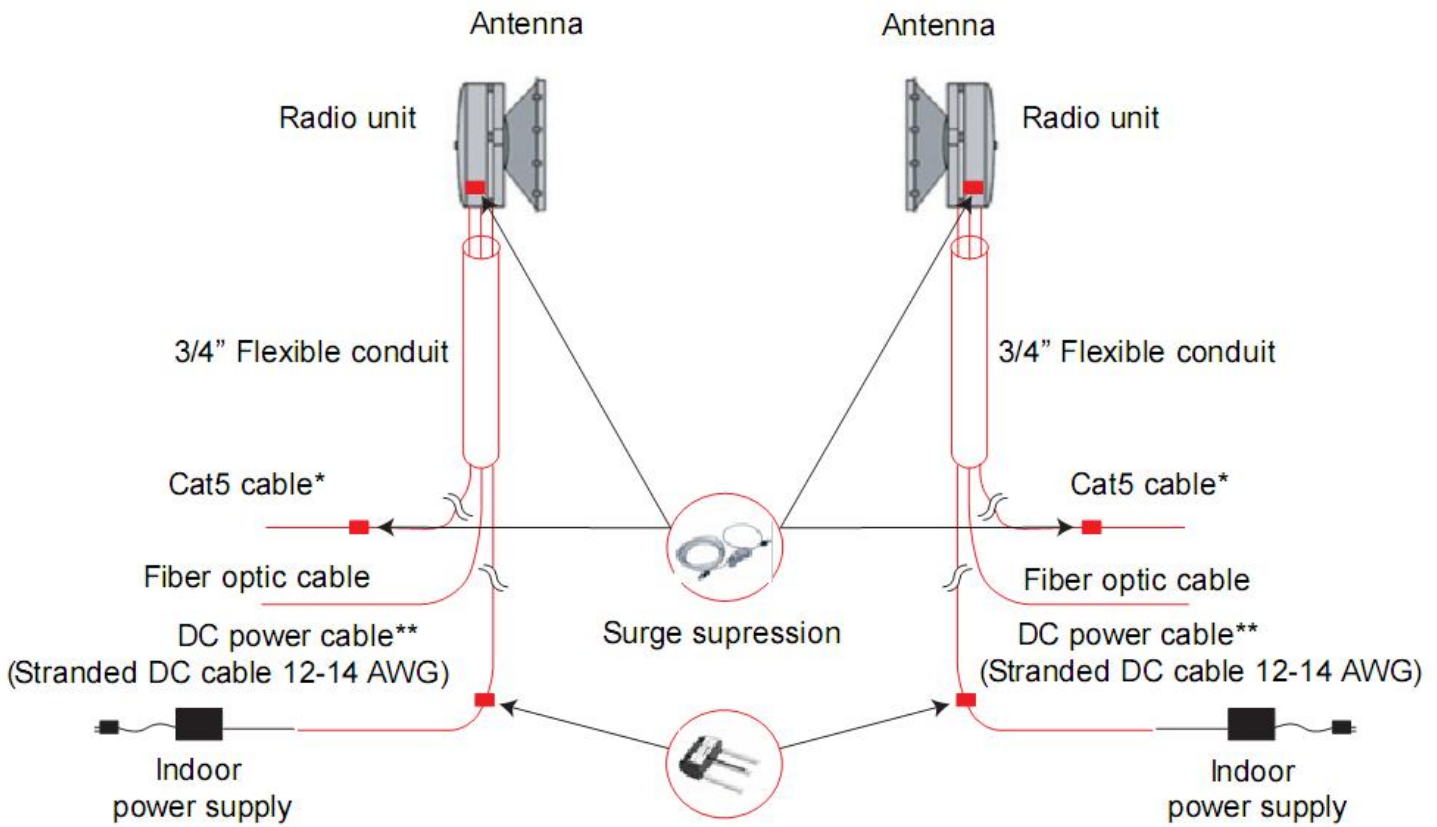 Antenna
Antenna
Radio unit
Radio unit
3/4” Flexible conduit
3/4” Flexible conduit
Cat5 cable*
Cat5 cable*
Fiber optic cable
Fiber optic cable
Surge supression
DC power cable**
(Stranded DC cable 12-14 AWG)
DC power cable**
(Stranded DC cable 12-14 AWG)
Indoor
power supply
Indoor
power supply